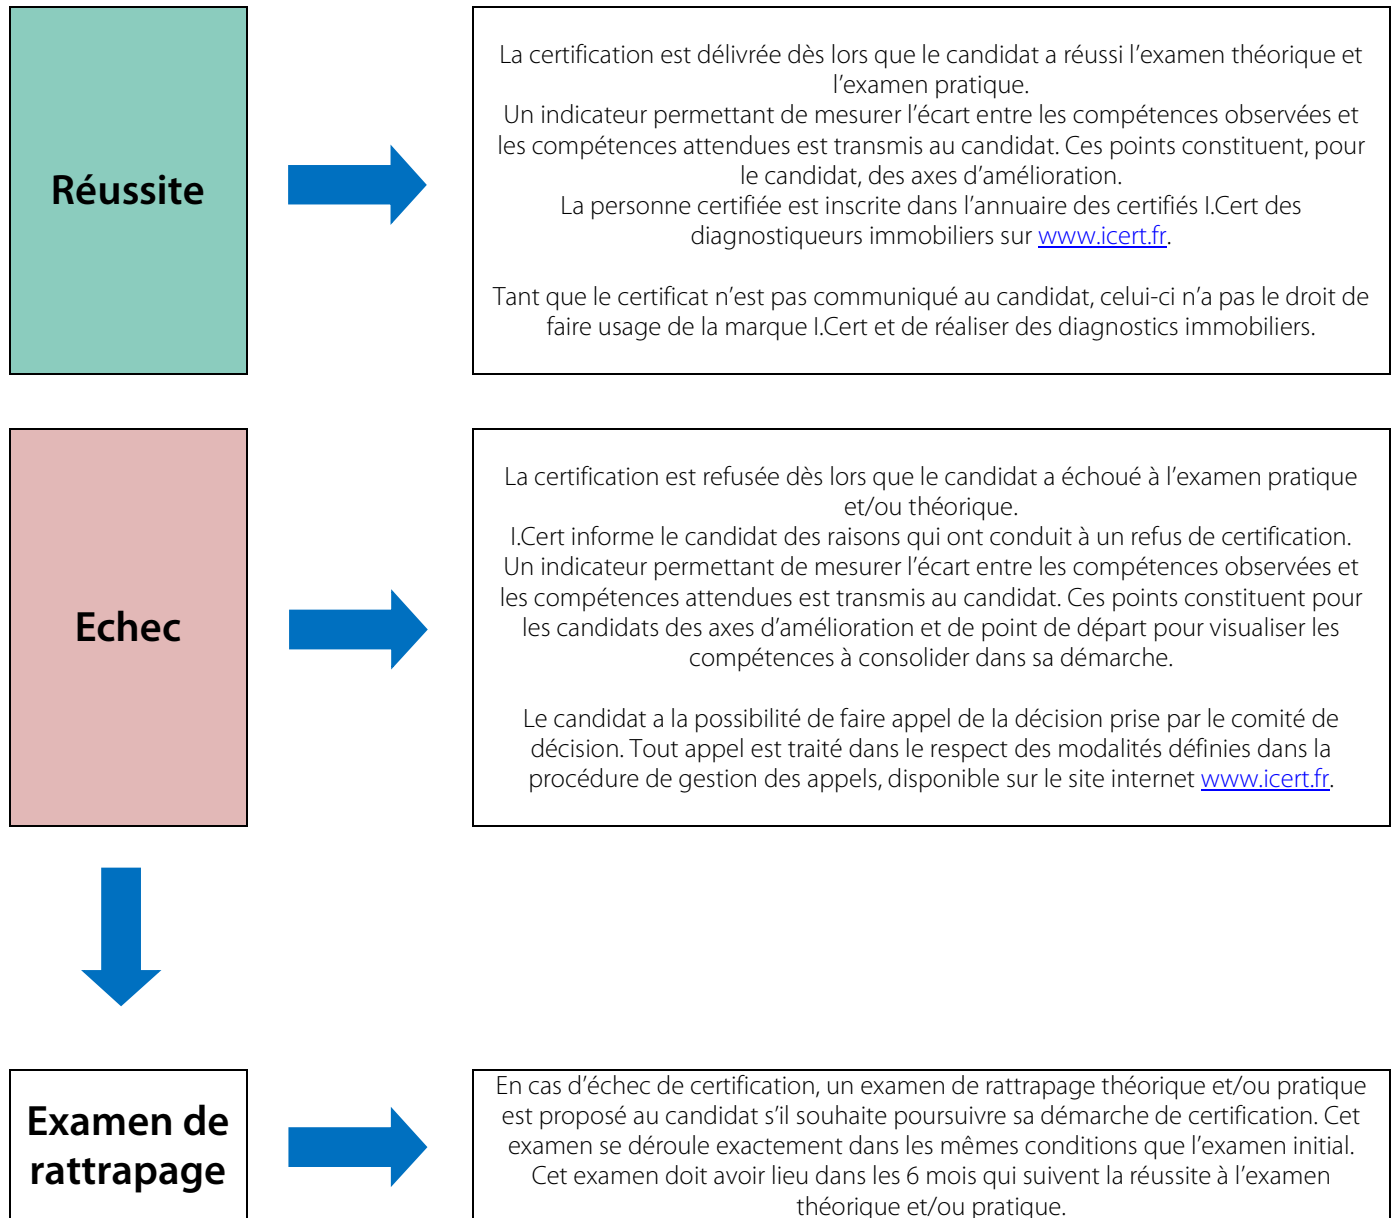 Réussite
La certification est délivrée dès lors que le candidat a réussi l’examen théorique et
l’examen pratique.
Un indicateur permettant de mesurer l’écart entre les compétences observées et
les compétences attendues est transmis au candidat. Ces points constituent, pour
le candidat, des axes d’amélioration.
La personne certifiée est inscrite dans l’annuaire des certifiés I.Cert des
diagnostiqueurs immobiliers sur www.icert.fr.
Tant que le certificat n’est pas communiqué au candidat, celui-ci n’a pas le droit de
faire usage de la marque I.Cert et de réaliser des diagnostics immobiliers.
Echec
La certification est refusée dès lors que le candidat a échoué à l’examen pratique
et/ou théorique.
I.Cert informe le candidat des raisons qui ont conduit à un refus de certification.
Un indicateur permettant de mesurer l’écart entre les compétences observées et
les compétences attendues est transmis au candidat. Ces points constituent pour
les candidats des axes d’amélioration et de point de départ pour visualiser les
compétences à consolider dans sa démarche.
Le candidat a la possibilité de faire appel de la décision prise par le comité de
décision. Tout appel est traité dans le respect des modalités définies dans la
procédure de gestion des appels, disponible sur le site internet www.icert.fr.
Examen de
rattrapage
En cas d’échec de certification, un examen de rattrapage théorique et/ou pratique
est proposé au candidat s’il souhaite poursuivre sa démarche de certification. Cet
examen se déroule exactement dans les mêmes conditions que l’examen initial.
Cet examen doit avoir lieu dans les 6 mois qui suivent la réussite à l’examen
théorique et/ou pratique.